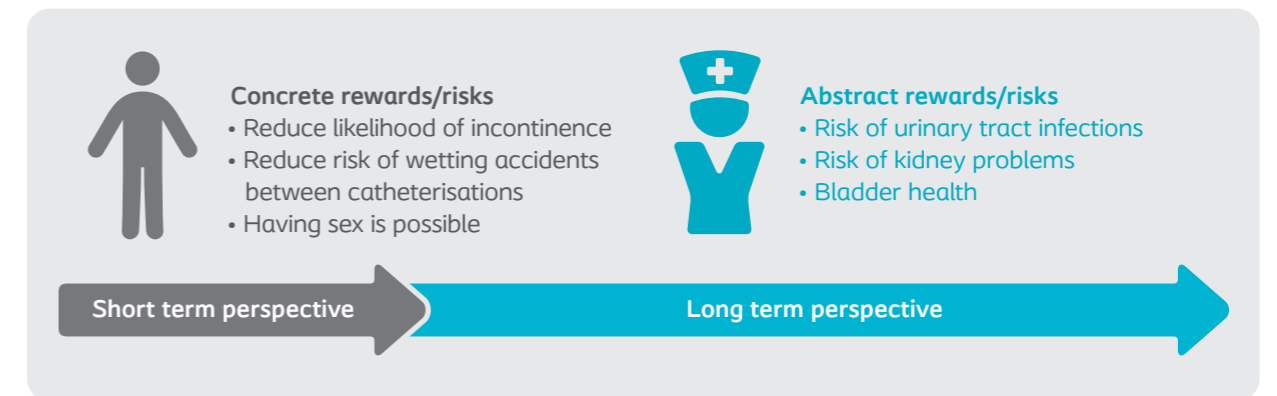 Concrete rewards/risks
• Reduce likelihood of incontinence
• Reduce risk of wetting accidents
between catheterisations
• Having sex is possible
Abstract rewards/risks
• Risk of urinary tract infections
• Risk of kidney problems
• Bladder health
Short term perspective
Long term perspective